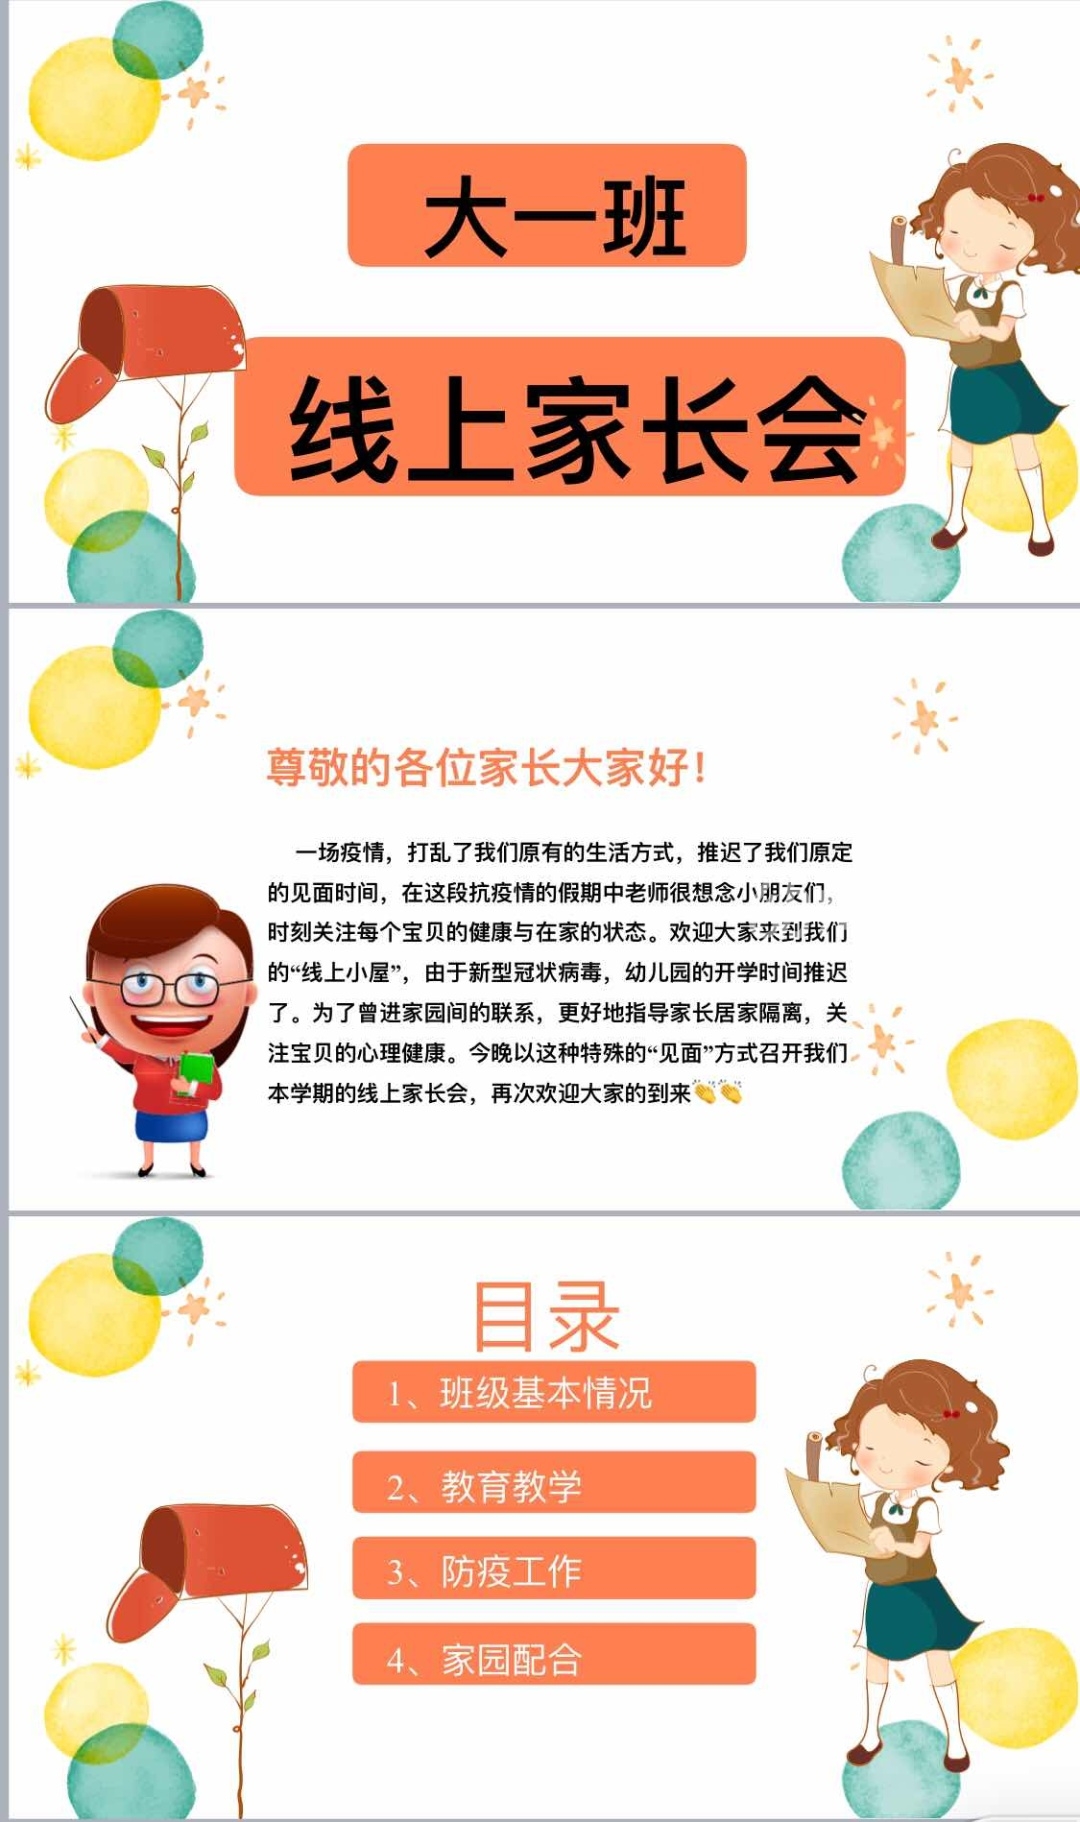 大一班
线上家长会
尊敬的各位家长大家好！
一场疫情，打乱了我们原有的生活方式，推迟了我们原定
的见面时间，在这段抗疫情的假期中老师很想念小朋友们，
时刻关注每个宝贝的健康与在家的状态。欢迎大家来到我们
的“线上小屋”，由于新型冠状病毒，幼儿园的开学时间推迟
了。为了曾进家园间的联系，更好地指导家长居家隔离，关
注宝贝的心理健康。今晚以这种特殊的“见面”方式召开我们
本学期的线上家长会，再次欢迎大家的到来👏👏
目录
1、班级基本情况
2、教育教学
3、防疫工作
4、家园配合